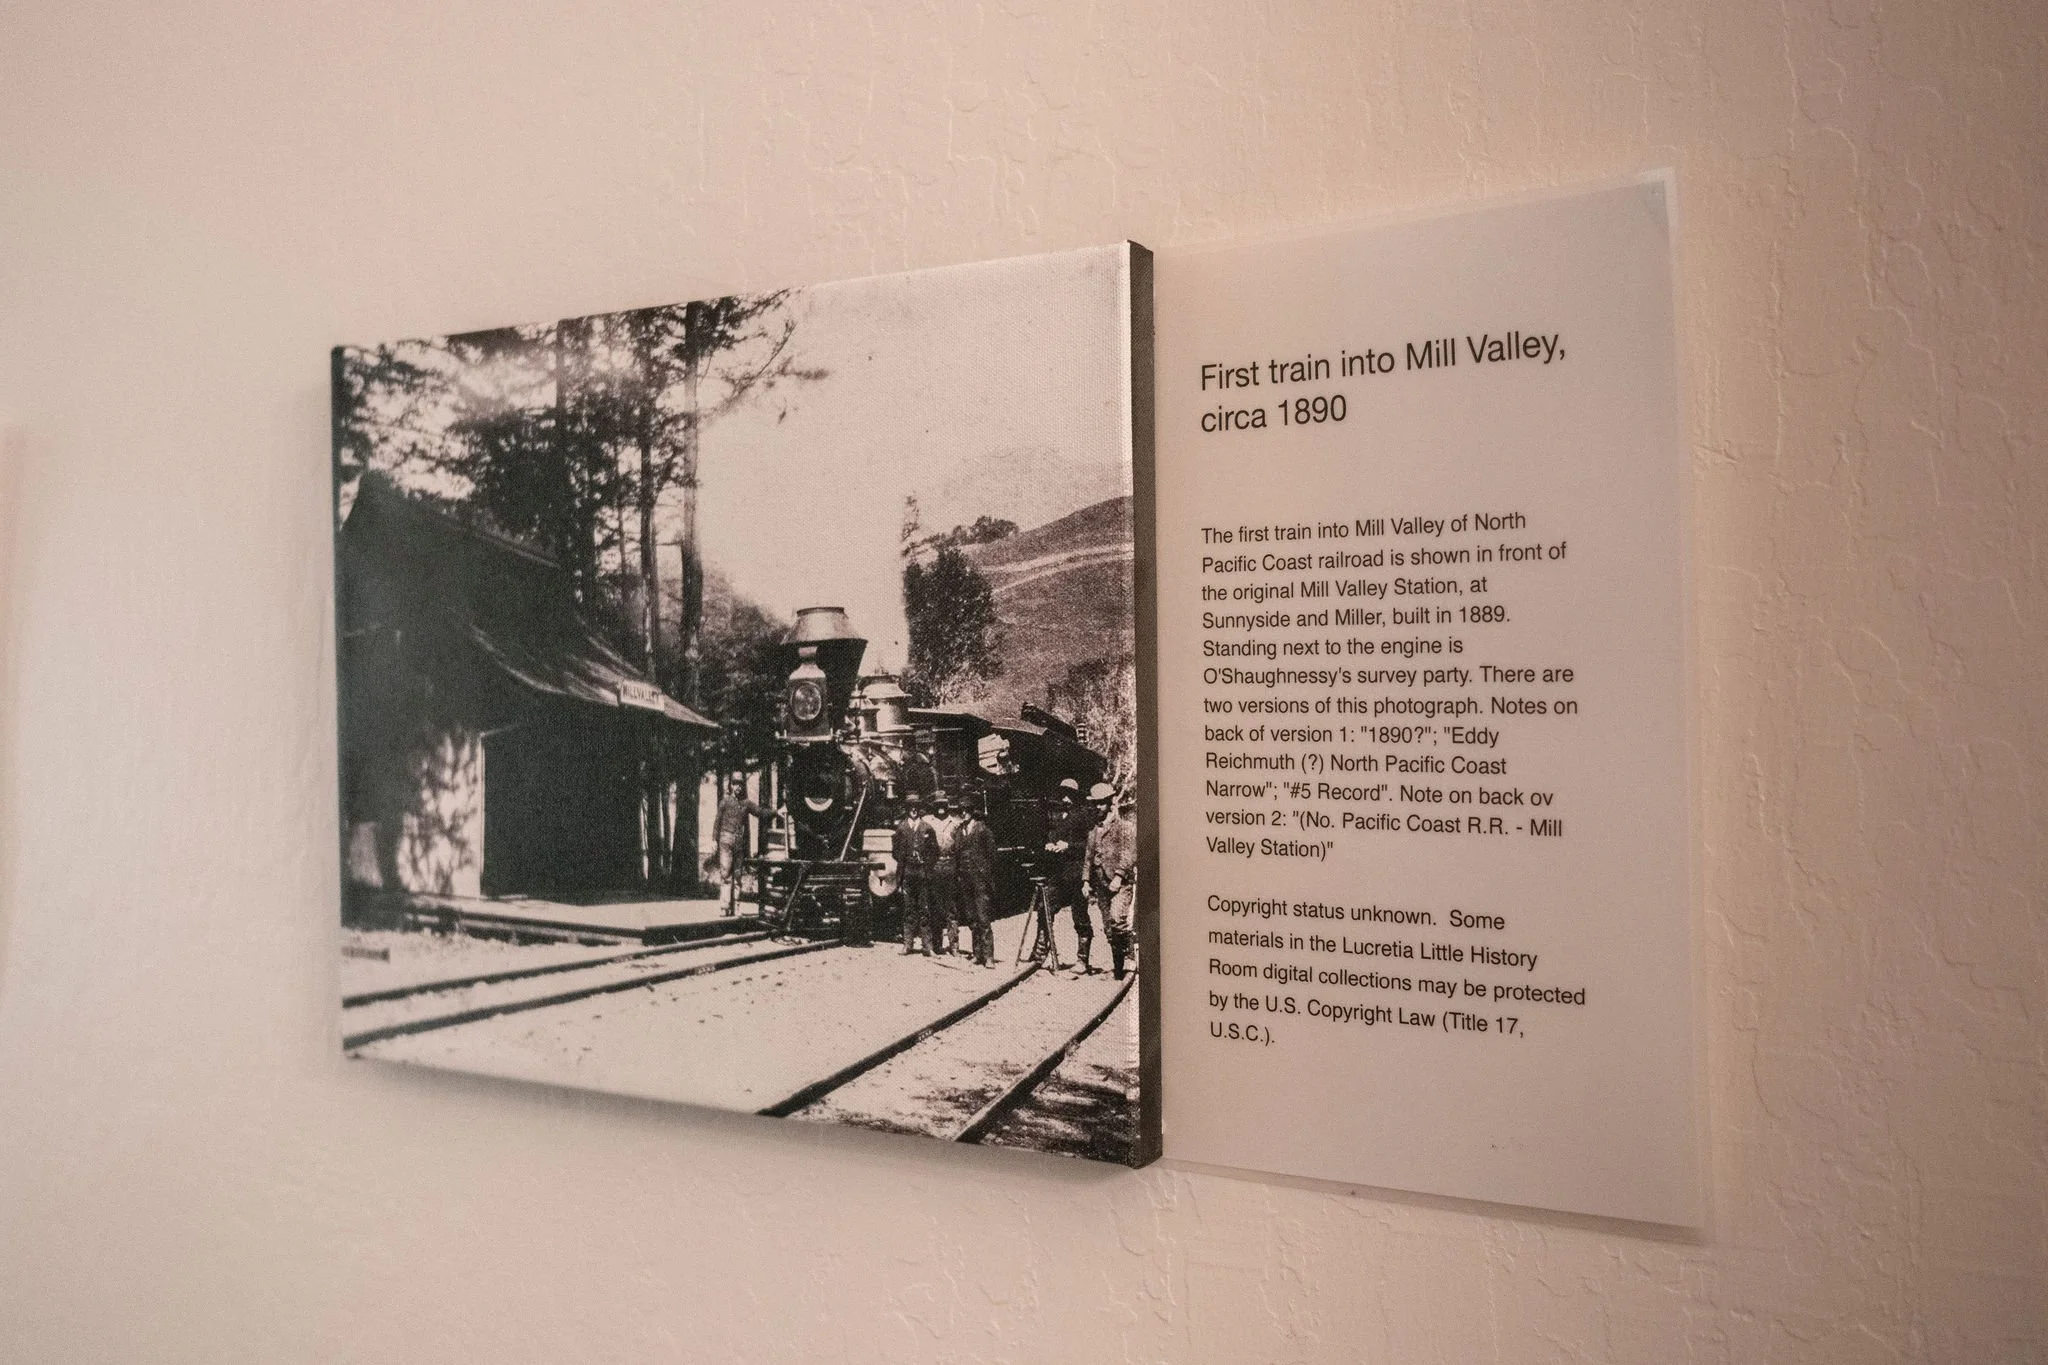 MILLVALLEY
First train into Mill Valley,
circa 1890
The first train into Mill Valley of North
Pacific Coast railroad is shown in front of
the original Mill Valley Station, at
Sunnyside and Miller, built in 1889.
Standing next to the engine is
O'Shaughnessy's survey party. There are
two versions of this photograph. Notes on
back of version 1: "1890?"; "Eddy
Reichmuth (?) North Pacific Coast
Narrow"; "#5 Record". Note on back ov
version 2: "(No. Pacific Coast R.R. - Mill
Valley Station)"
Copyright status unknown.  Some
materials in the Lucretia Little History
Room digital collections may be protected
by the U.S. Copyright Law (Title 17,
U.S.C.).